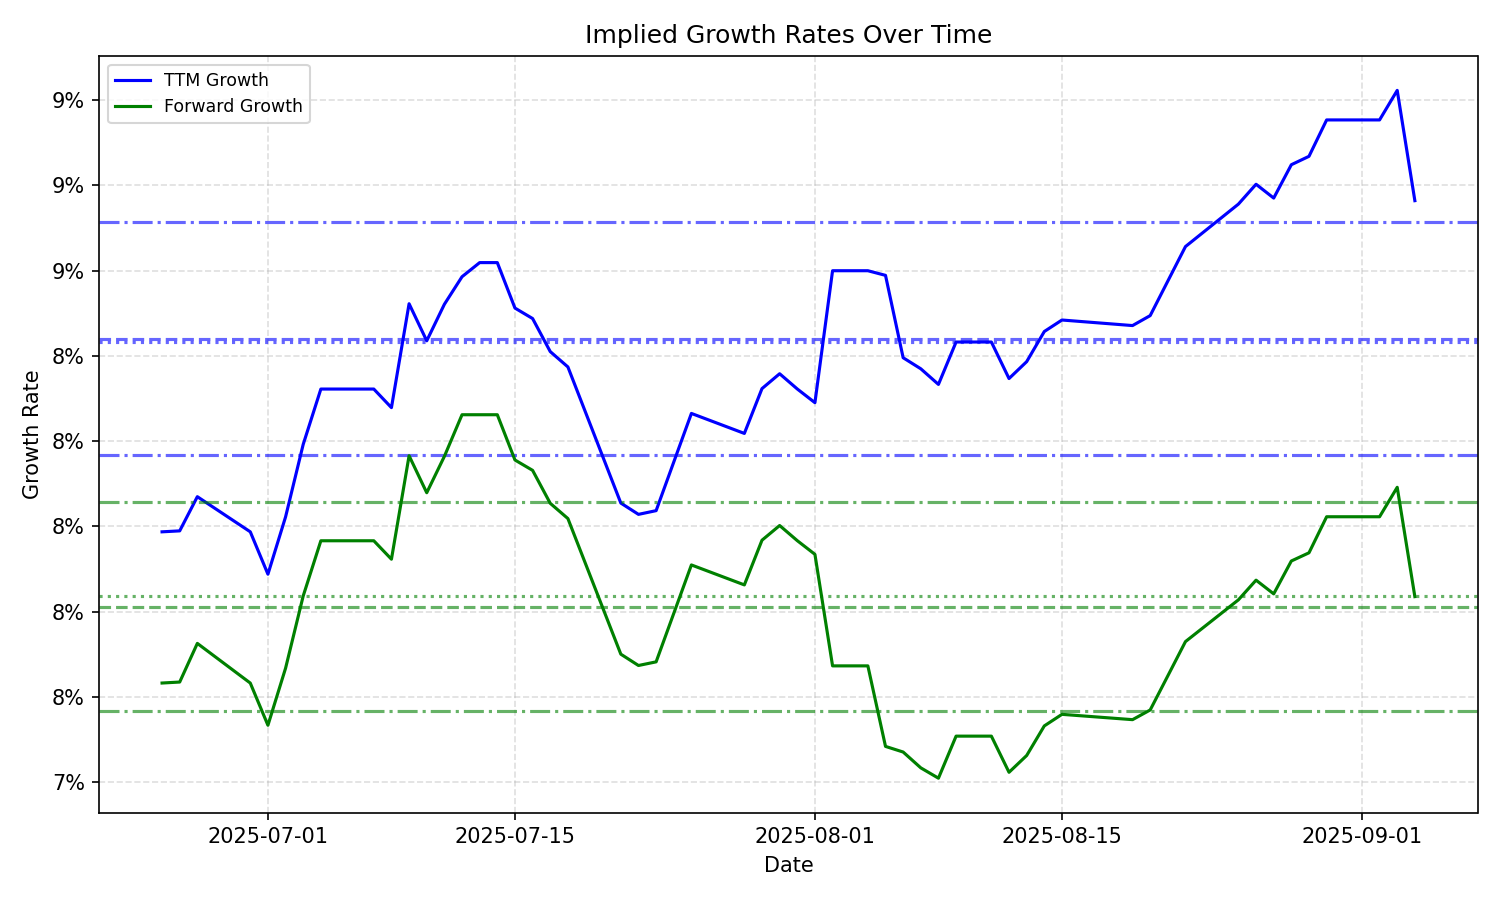 Implied Growth Rates Over Time
TTM Growth
Forward Growth
9%
9%
9%
8%
8%
8%
8%
8%
7%
Growth Rate
2025-07-01
2025-07-15
2025-08-01
2025-08-15
2025-09-01
Date